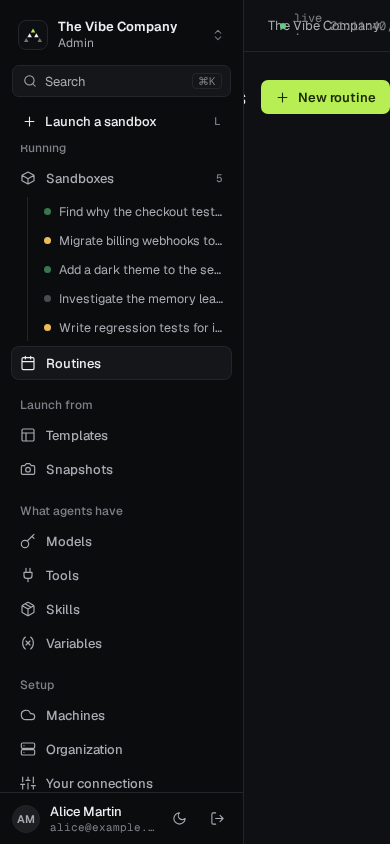 The Vibe Company
Admin
Search ⌘K
Launch a sandbox L
Running
Sandboxes 5
Find why the checkout test…
Migrate billing webhooks to…
Add a dark theme to the se…
Investigate the memory lea…
Write regression tests for i…
Routines
Launch from
Templates
Snapshots
What agents have
Models
Tools
Skills
Variables
Setup
Machines
Organization
Your connections
AM Alice Martin
alice@example.…
live
The Vibe Company
New routine